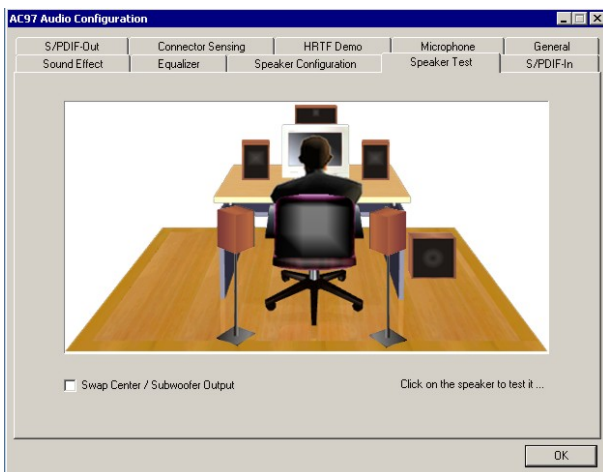 AC97 Audio Configuration
S/PDIF-Out Connector Sensing HRTF Demo Microphone General
Sound Effect Equalizer Speaker Configuration Speaker Test S/PDIF-In
Swap Center / Subwoofer Output Click on the speaker to test it ...
OK